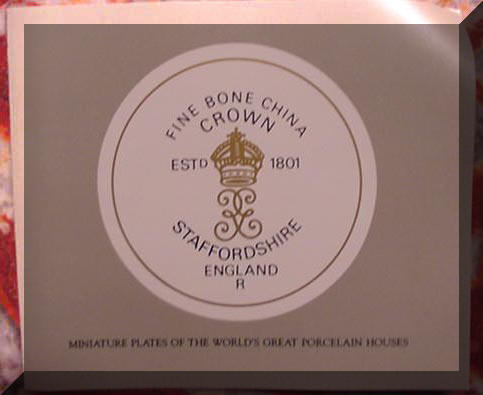 FINE BONE CHINA
CROWN
ESTD 1801
STAFFORDSHIRE
ENGLAND
R
MINIATURE PLATES OF THE WORLD'S GREAT PORCELAIN HOUSES